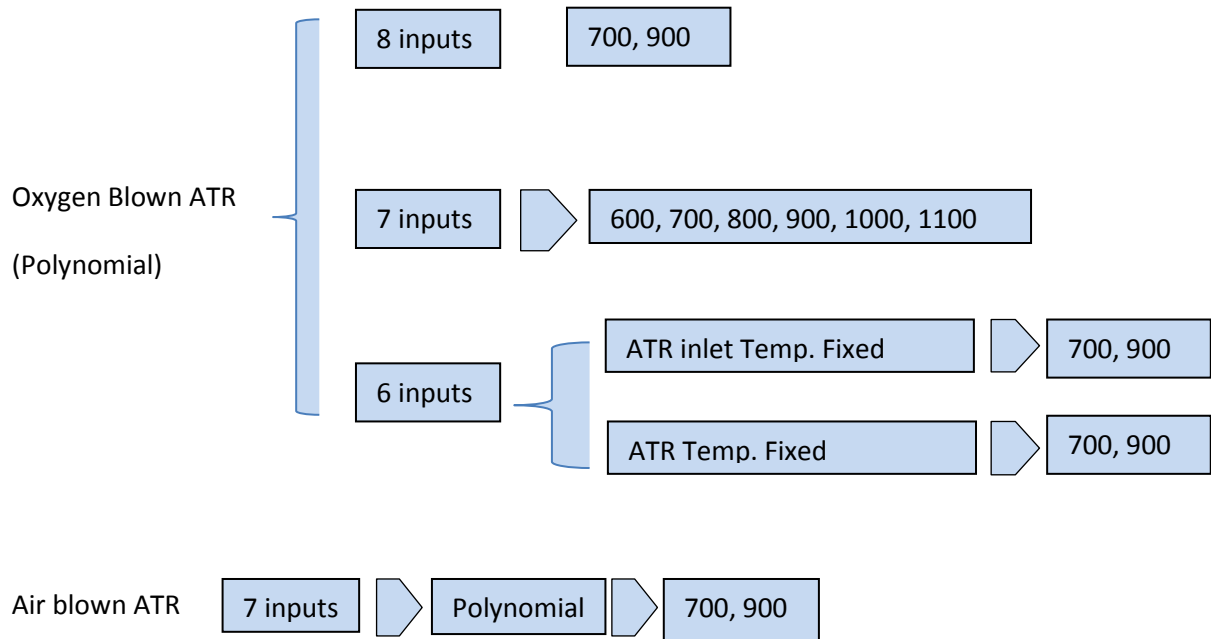 8 inputs
700, 900
Oxygen Blown ATR
(Polynomial)
7 inputs
600, 700, 800, 900, 1000, 1100
6 inputs
ATR inlet Temp. Fixed
700, 900
ATR Temp. Fixed
700, 900
Air blown ATR
7 inputs
Polynomial
700, 900